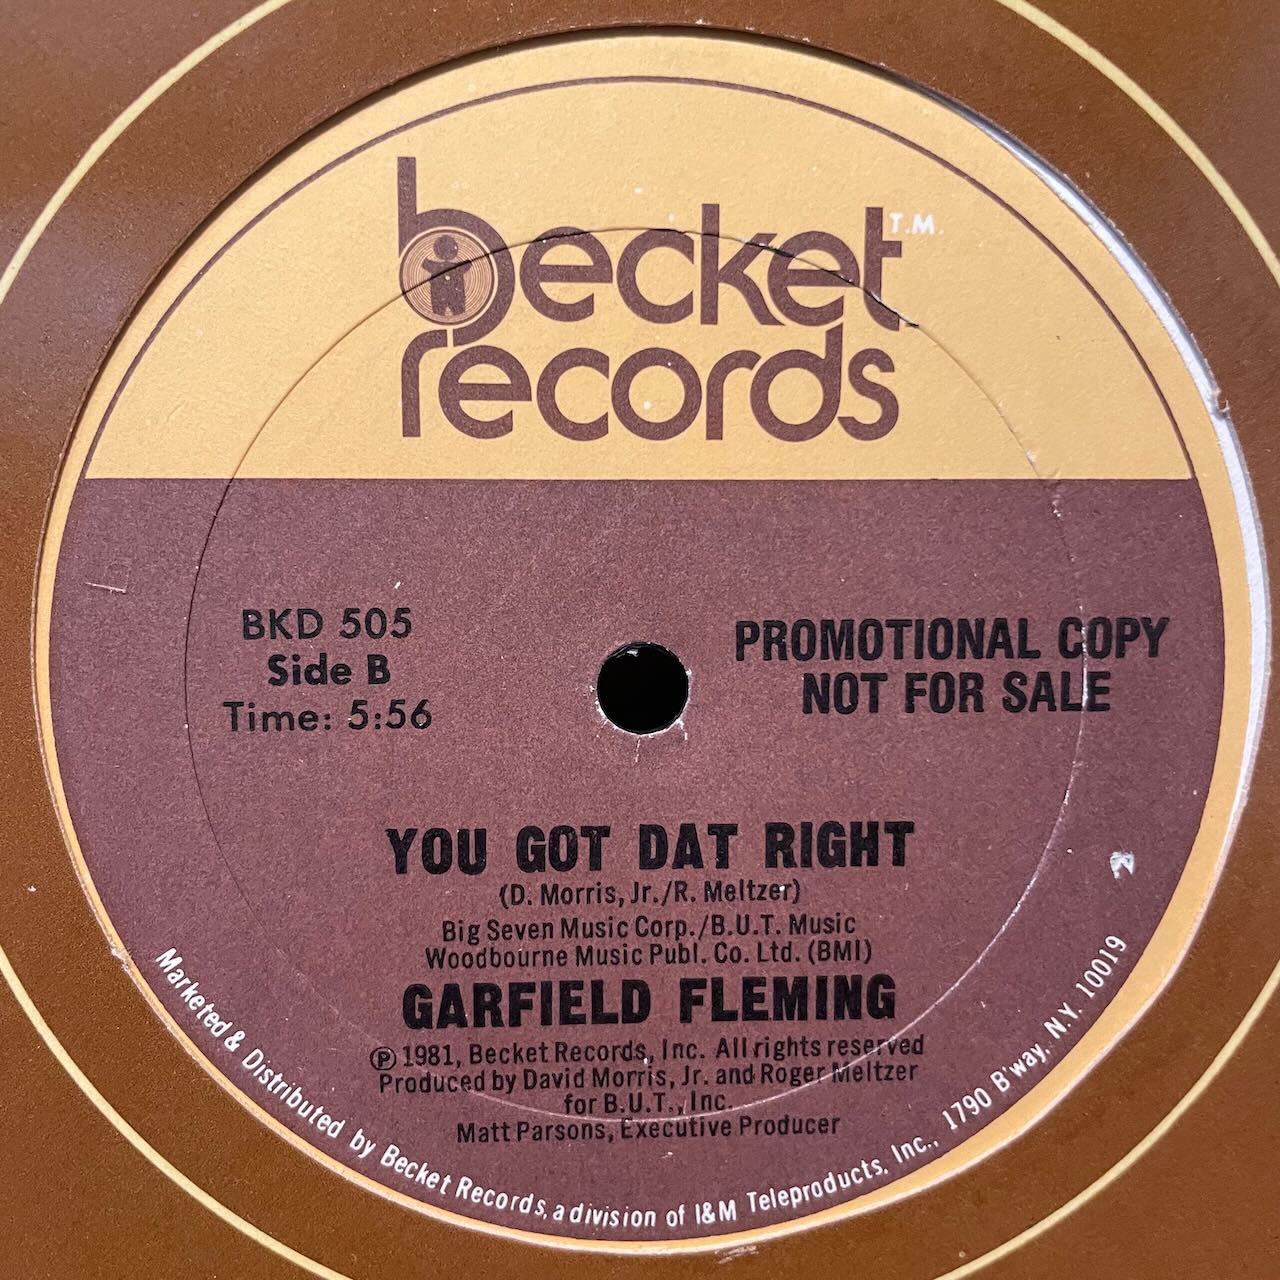 becket T.M.
records
BKD 505
Side B
Time: 5:56
PROMOTIONAL COPY
NOT FOR SALE
YOU GOT DAT RIGHT
(D. Morris, Jr./R. Meltzer)
Big Seven Music Corp./B.U.T. Music
Woodbourne Music Publ. Co. Ltd. (BMI)
GARFIELD FLEMING
℗ 1981, Becket Records, Inc. All rights reserved
Produced by David Morris, Jr. and Roger Meltzer
for B.U.T., Inc.
Matt Parsons, Executive Producer
Marketed & Distributed by Becket Records, a division of I&M Teleproducts, Inc., 1790 B'way, N.Y. 10019